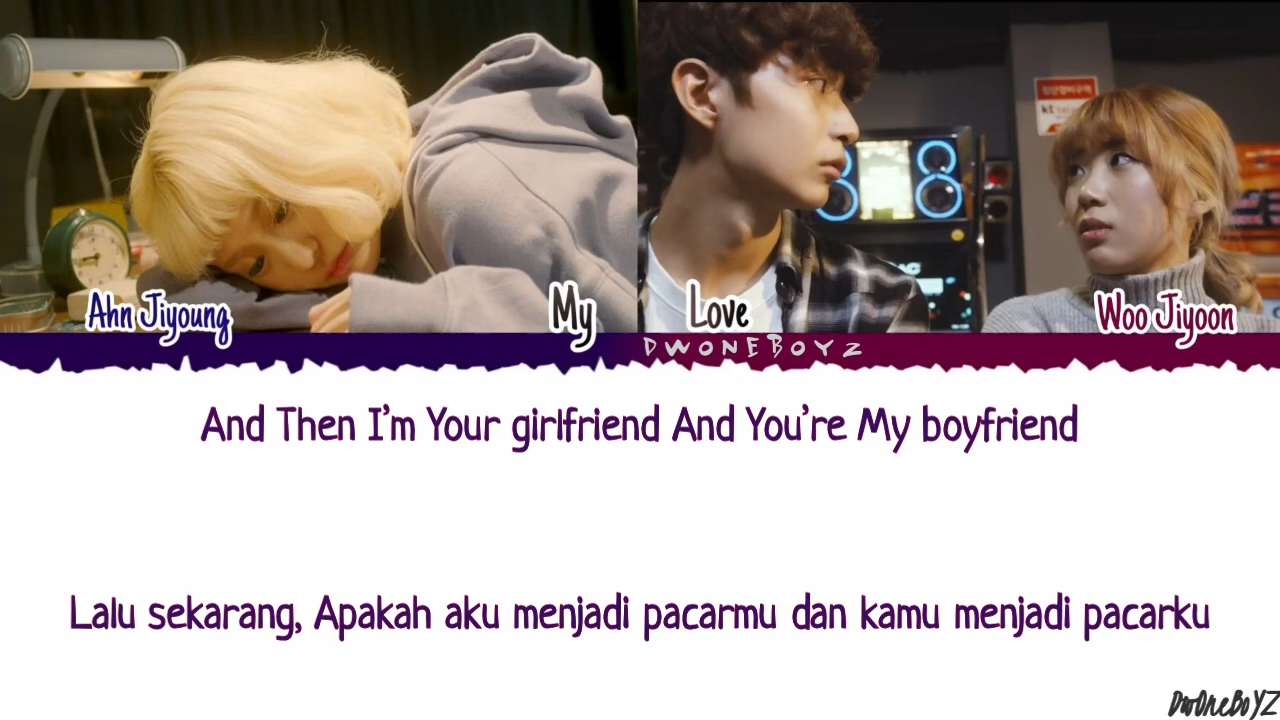 kt
Ahn Jiyoung
My
Love
Woo Jiyoon
DWONEBOYZ
And Then I’m Your girlfriend And You’re My boyfriend
Lalu sekarang, Apakah aku menjadi pacarmu dan kamu menjadi pacarku
DwOneBoYZ